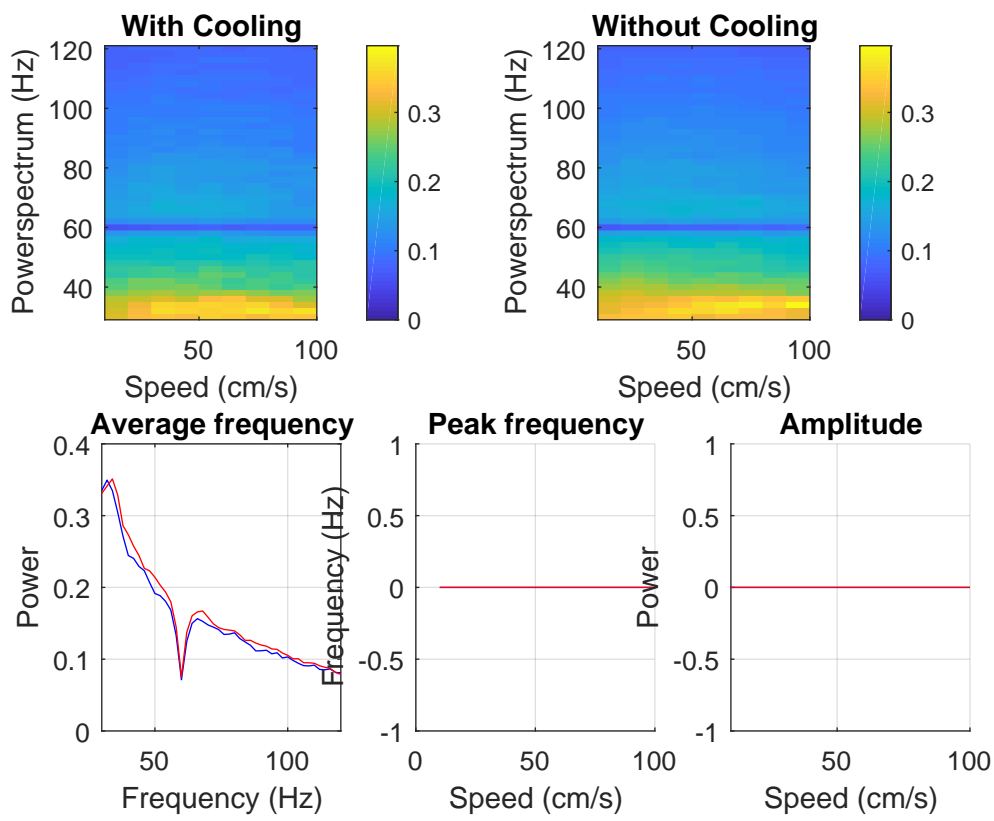 With Cooling
Without Cooling
Powerspectrum (Hz)
120
100
80
60
40
50
100
Speed (cm/s)
0.3
0.2
0.1
0
Powerspectrum (Hz)
120
100
80
60
40
50
100
Speed (cm/s)
0.3
0.2
0.1
0
Average frequency
Power
0.4
0.3
0.2
0.1
0
50
100
Frequency (Hz)
Peak frequency
Frequency (Hz)
1
0.5
0
-0.5
-1
0
50
100
Speed (cm/s)
Amplitude
Power
1
0.5
0
-0.5
-1
50
100
Speed (cm/s)